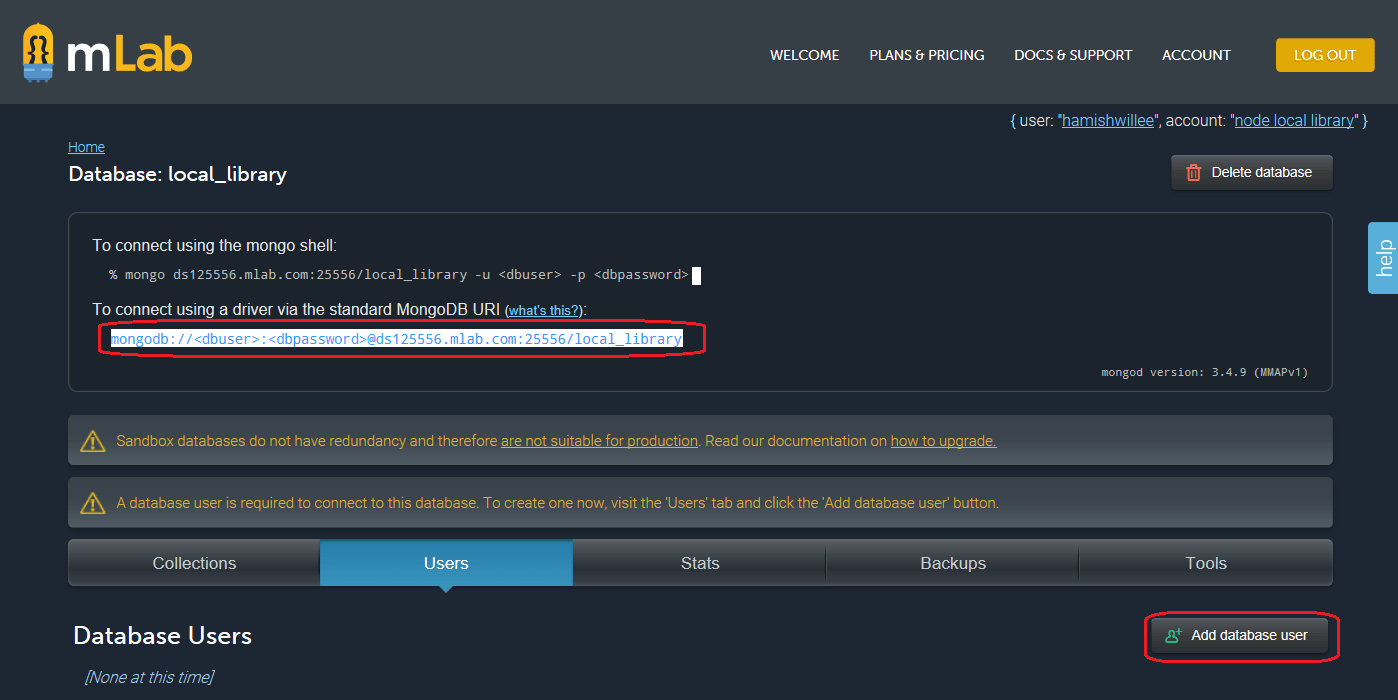 mLab
WELCOME PLANS & PRICING DOCS & SUPPORT ACCOUNT LOG OUT
{ user: "hamishwillee", account: "node local library" }
Home
Database: local_library
Delete database
To connect using the mongo shell:
% mongo ds125556.mlab.com:25556/local_library -u <dbuser> -p <dbpassword>
To connect using a driver via the standard MongoDB URI (what's this?):
mongodb://<dbuser>:<dbpassword>@ds125556.mlab.com:25556/local_library
mongod version: 3.4.9 (MMAPv1)
help
Sandbox databases do not have redundancy and therefore are not suitable for production. Read our documentation on how to upgrade.
A database user is required to connect to this database. To create one now, visit the 'Users' tab and click the 'Add database user' button.
Collections Users Stats Backups Tools
Database Users
Add database user
[None at this time]